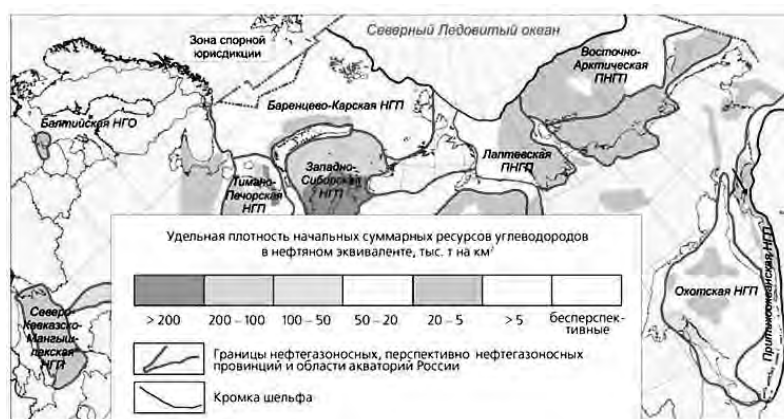 Северный Ледовитый океан
Зона спорной
юрисдикции
Восточно-
Арктическая
ПНГП
Баренцево-Карская НГП
Балтийская НГО
Лаптевская
ПНГП
Западно-
Сибирская
НГП
Тимано-
Печорская
НГП
Удельная плотность начальных суммарных ресурсов углеводородов
в нефтяном эквиваленте, тыс. т на км²
> 200
200 – 100
100 – 50
50 – 20
20 – 5
> 5
бесперспек-
тивные
Границы нефтегазоносных, перспективно нефтегазоносных
провинций и области акваторий России
Кромка шельфа
Северо-
Кавказско-
Мангыш-
лакская
НГП
Охотская НГП
Притихоокеанская НГП